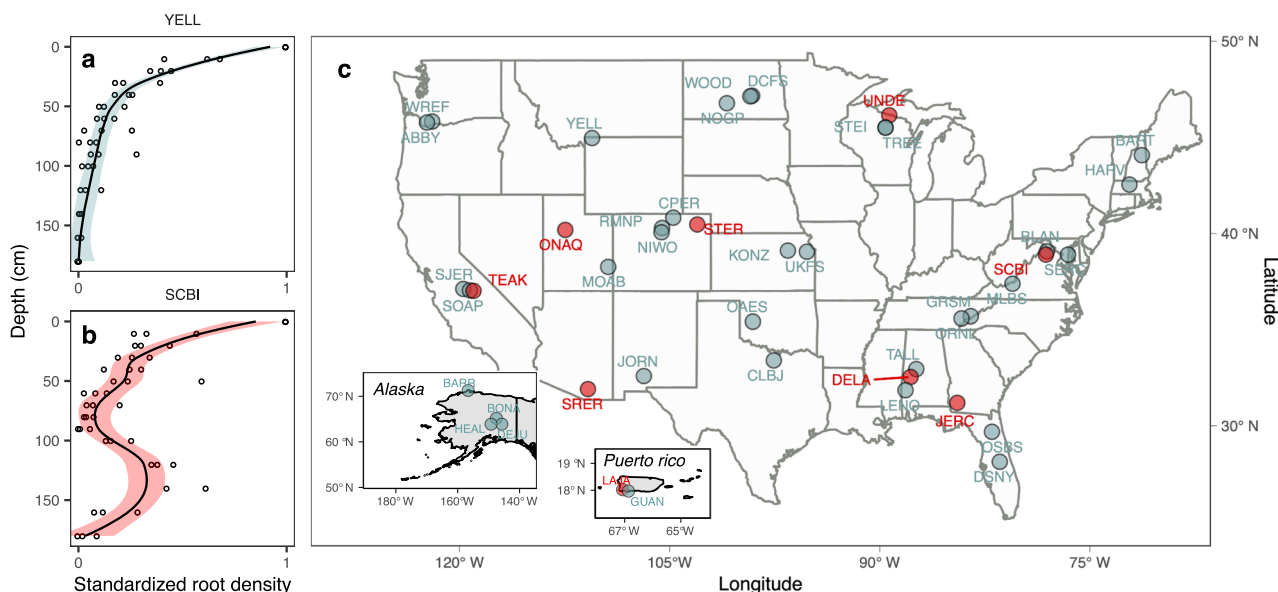 YELL
a
0
50
100
150
0
1
SCBI
b
0
50
100
150
0
1
Depth (cm)
Standardized root density
c
50° N
40° N
30° N
Latitude
WREF
ABBY
YELL
WOOD
DCFS
NOGP
UNDE
STEI
TREE
BART
HARV
CPER
RMNP
STER
ONAQ
NIWO
KONZ
UKFS
BLAN
SCBI
SERC
MLBS
SJER
TEAK
SOAP
MOAB
OAES
GRSM
ORNL
JORN
CLBJ
TALL
DELA
LENO
SRER
JERC
OSBS
DSNY
Alaska
BARR
BONA
HEAL
DEJU
70° N
60° N
50° N
180° W
160° W
140° W
Puerto rico
LAJA
GUAN
19° N
18° N
67° W
65° W
120° W
105° W
90° W
75° W
Longitude